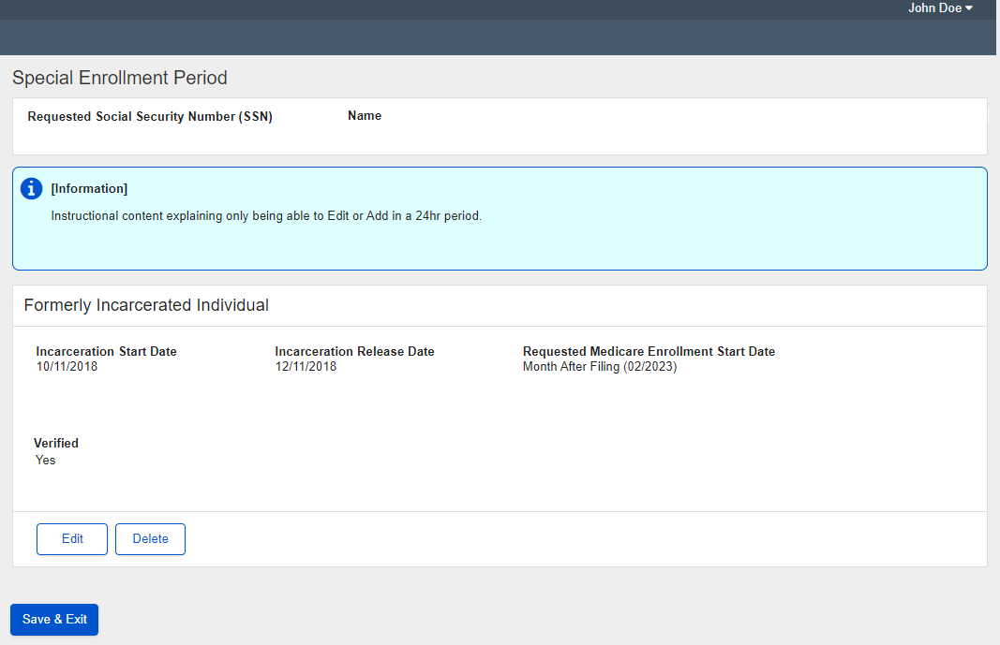 John Doe
Special Enrollment Period
Requested Social Security Number (SSN) Name
[Information]
Instructional content explaining only being able to Edit or Add in a 24hr period.
Formerly Incarcerated Individual
Incarceration Start Date Incarceration Release Date Requested Medicare Enrollment Start Date
10/11/2018 12/11/2018 Month After Filing (02/2023)
Verified
Yes
Edit Delete
Save & Exit